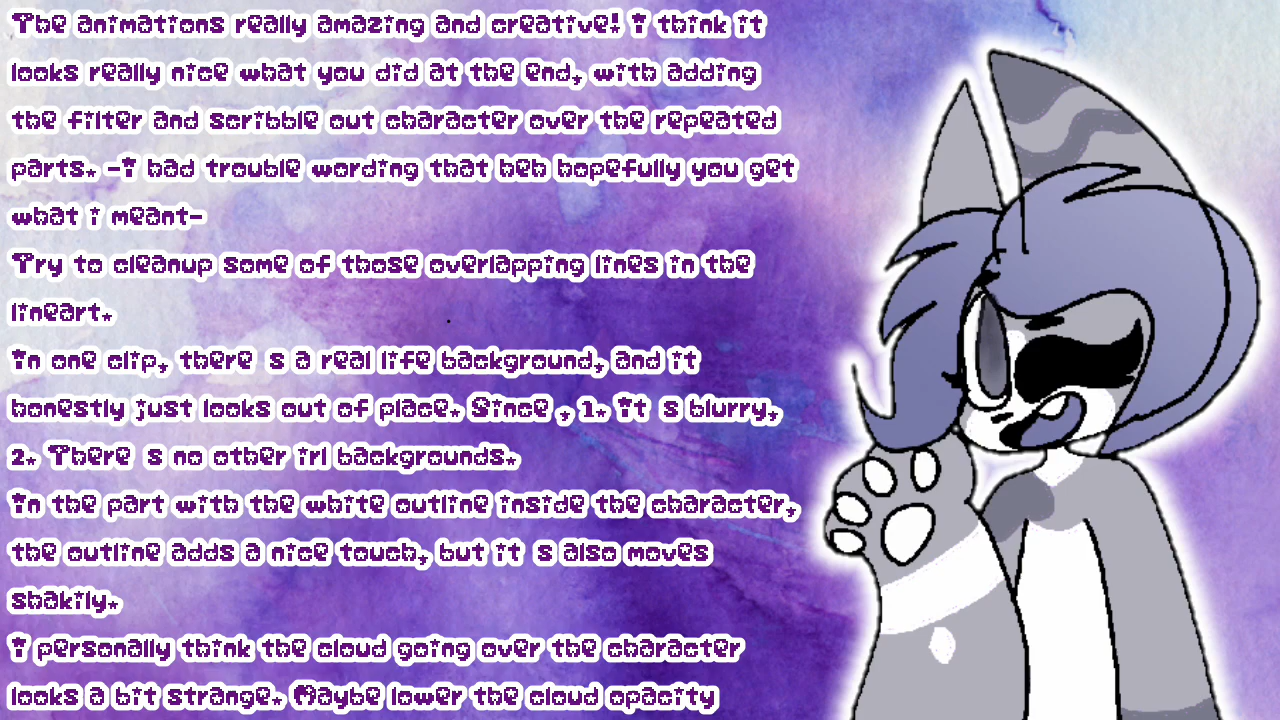 The animations really amazing and creative! I think it
looks really nice what you did at the end, with adding
the filter and scribble out character over the repeated
parts. -I had trouble wording that heh hopefully you get
what i meant-
Try to cleanup some of those overlapping lines in the
lineart.
In one clip, there s a real life background, and it
honestly just looks out of place. Since , 1. It s blurry,
2. There s no other irl backgrounds.
In the part with the white outline inside the character,
the outline adds a nice touch, but it s also moves
shakily.
I personally think the cloud going over the character
looks a bit strange. Maybe lower the cloud opacity